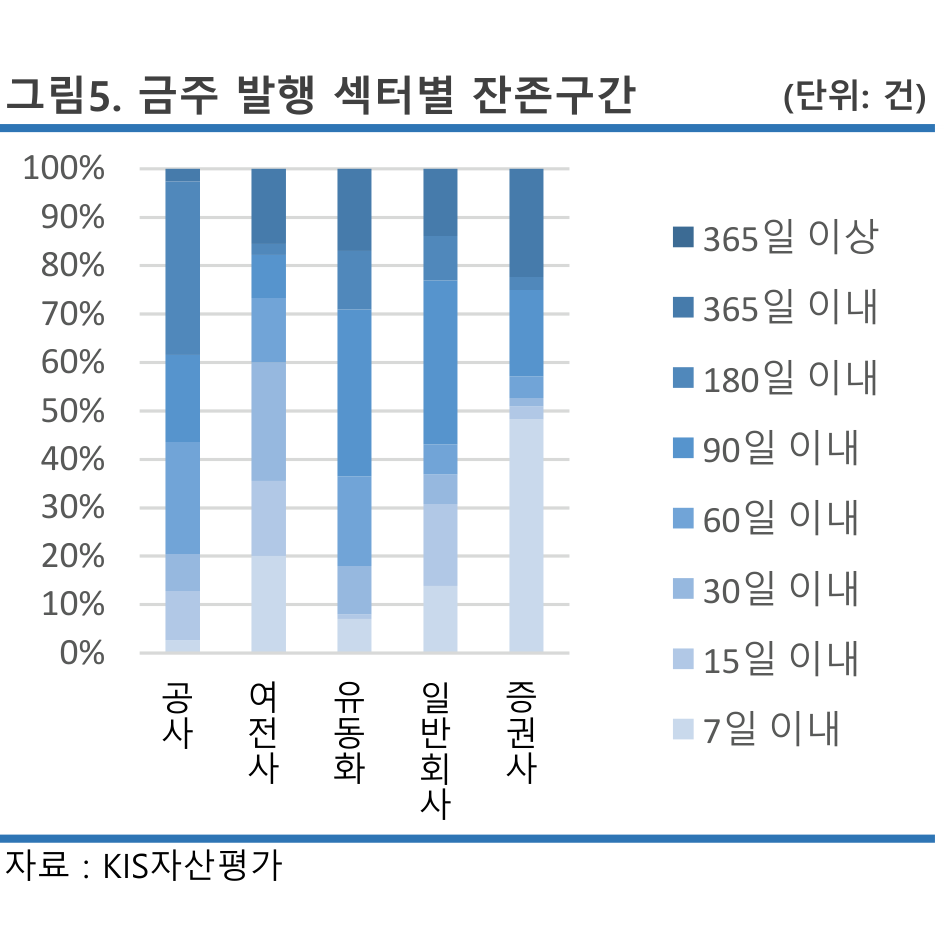 그림5. 금주 발행 섹터별 잔존구간 (단위: 건)
100%
90%
80%
70%
60%
50%
40%
30%
20%
10%
0%
공사
여전사
유동화
일반회사
증권사
365일 이상
365일 이내
180일 이내
90일 이내
60일 이내
30일 이내
15일 이내
7일 이내
자료 : KIS자산평가